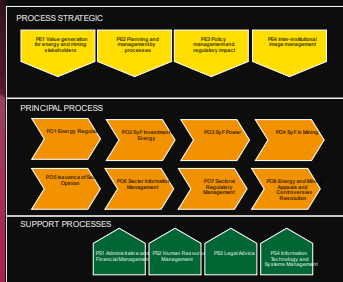 PROCESS STRATEGIC
PE1 Value generation
for energy and mining
stakeholders
PE2 Planning and
management by
processes
PE3 Policy
management and
regulatory impact
PE4 Inter-institutional
image management
PRINCIPAL PROCESS
PO1 Energy Regulat
PO2 SyF Investment
Energy
PO3 SyF Power
PO4 SyF in Mining
PO5 Issuance of Se
Opinion
PO6 Sector Informat
Management
PO7 Sectoral
Regulatory
Management
PO8 Energy and Min
Appeals and
Controversies
Resolution
SUPPORT PROCESSES
PS1 Administrative and
Financial Management
PS2 Human Resource
Management
PS3 Legal Advice
PS4 Information
Technology and
Systems Management